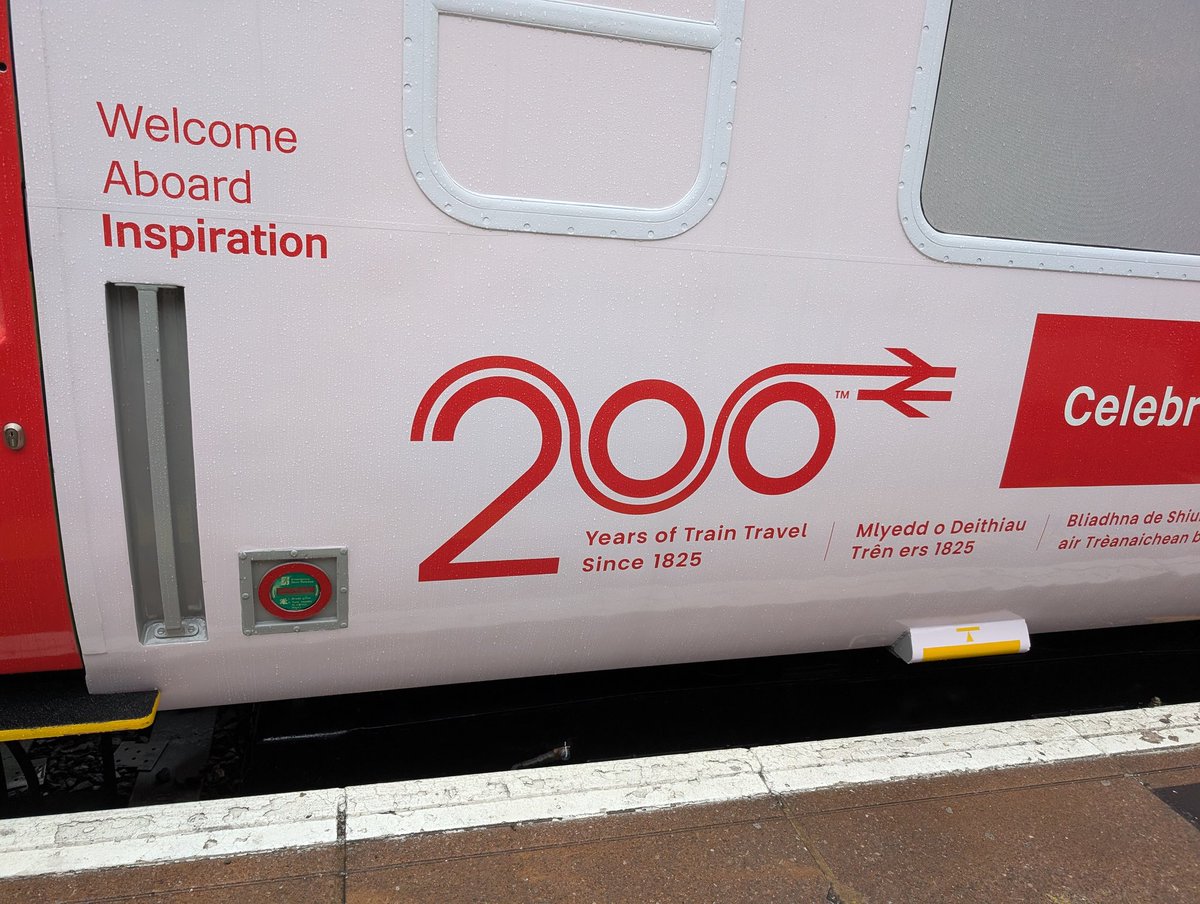 Welcome
Aboard
Inspiration
200
TM
Years of Train Travel
Since 1825
Mlyedd o Deithiau
Trên ers 1825
Bliadhna de Shiu
air Trèanaichean b
Celebr